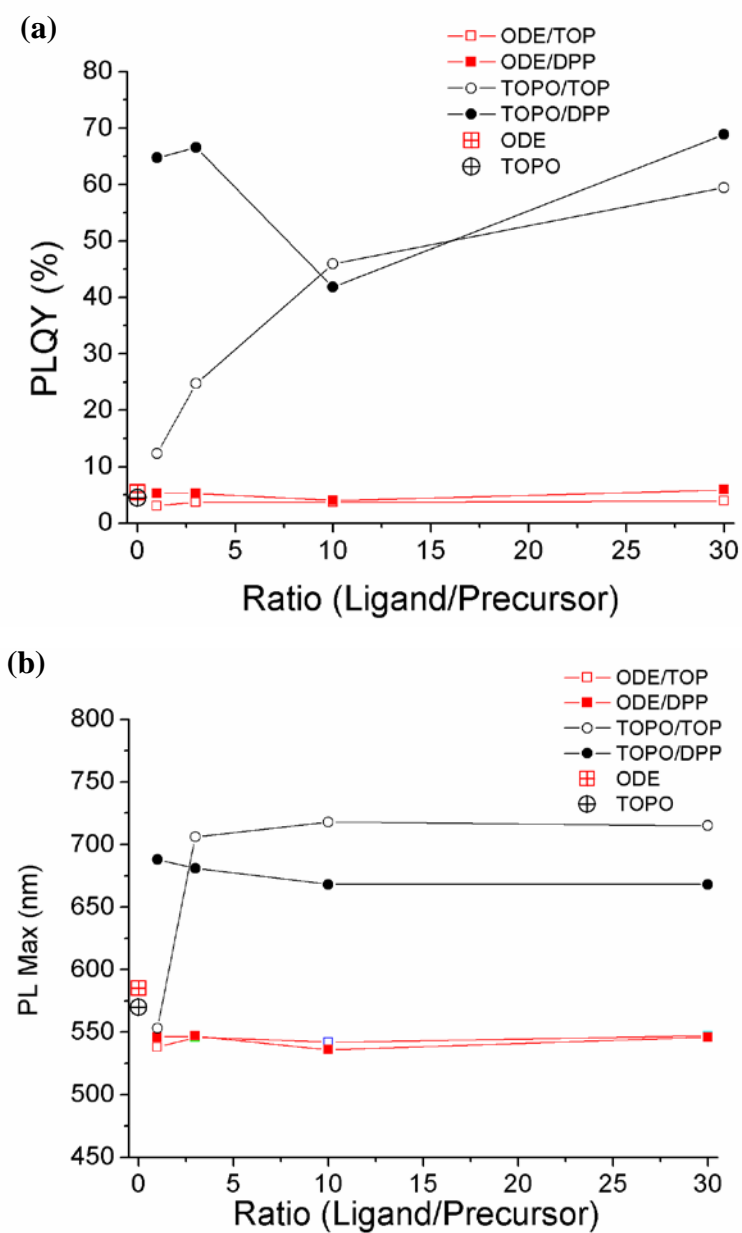 (a)
ODE/TOP
ODE/DPP
TOPO/TOP
TOPO/DPP
ODE
TOPO
80
70
60
50
40
30
20
10
0
PLQY (%)
0 5 10 15 20 25 30
Ratio (Ligand/Precursor)
(b)
ODE/TOP
ODE/DPP
TOPO/TOP
TOPO/DPP
ODE
TOPO
800
750
700
650
600
550
500
450
PL Max (nm)
0 5 10 15 20 25 30
Ratio (Ligand/Precursor)